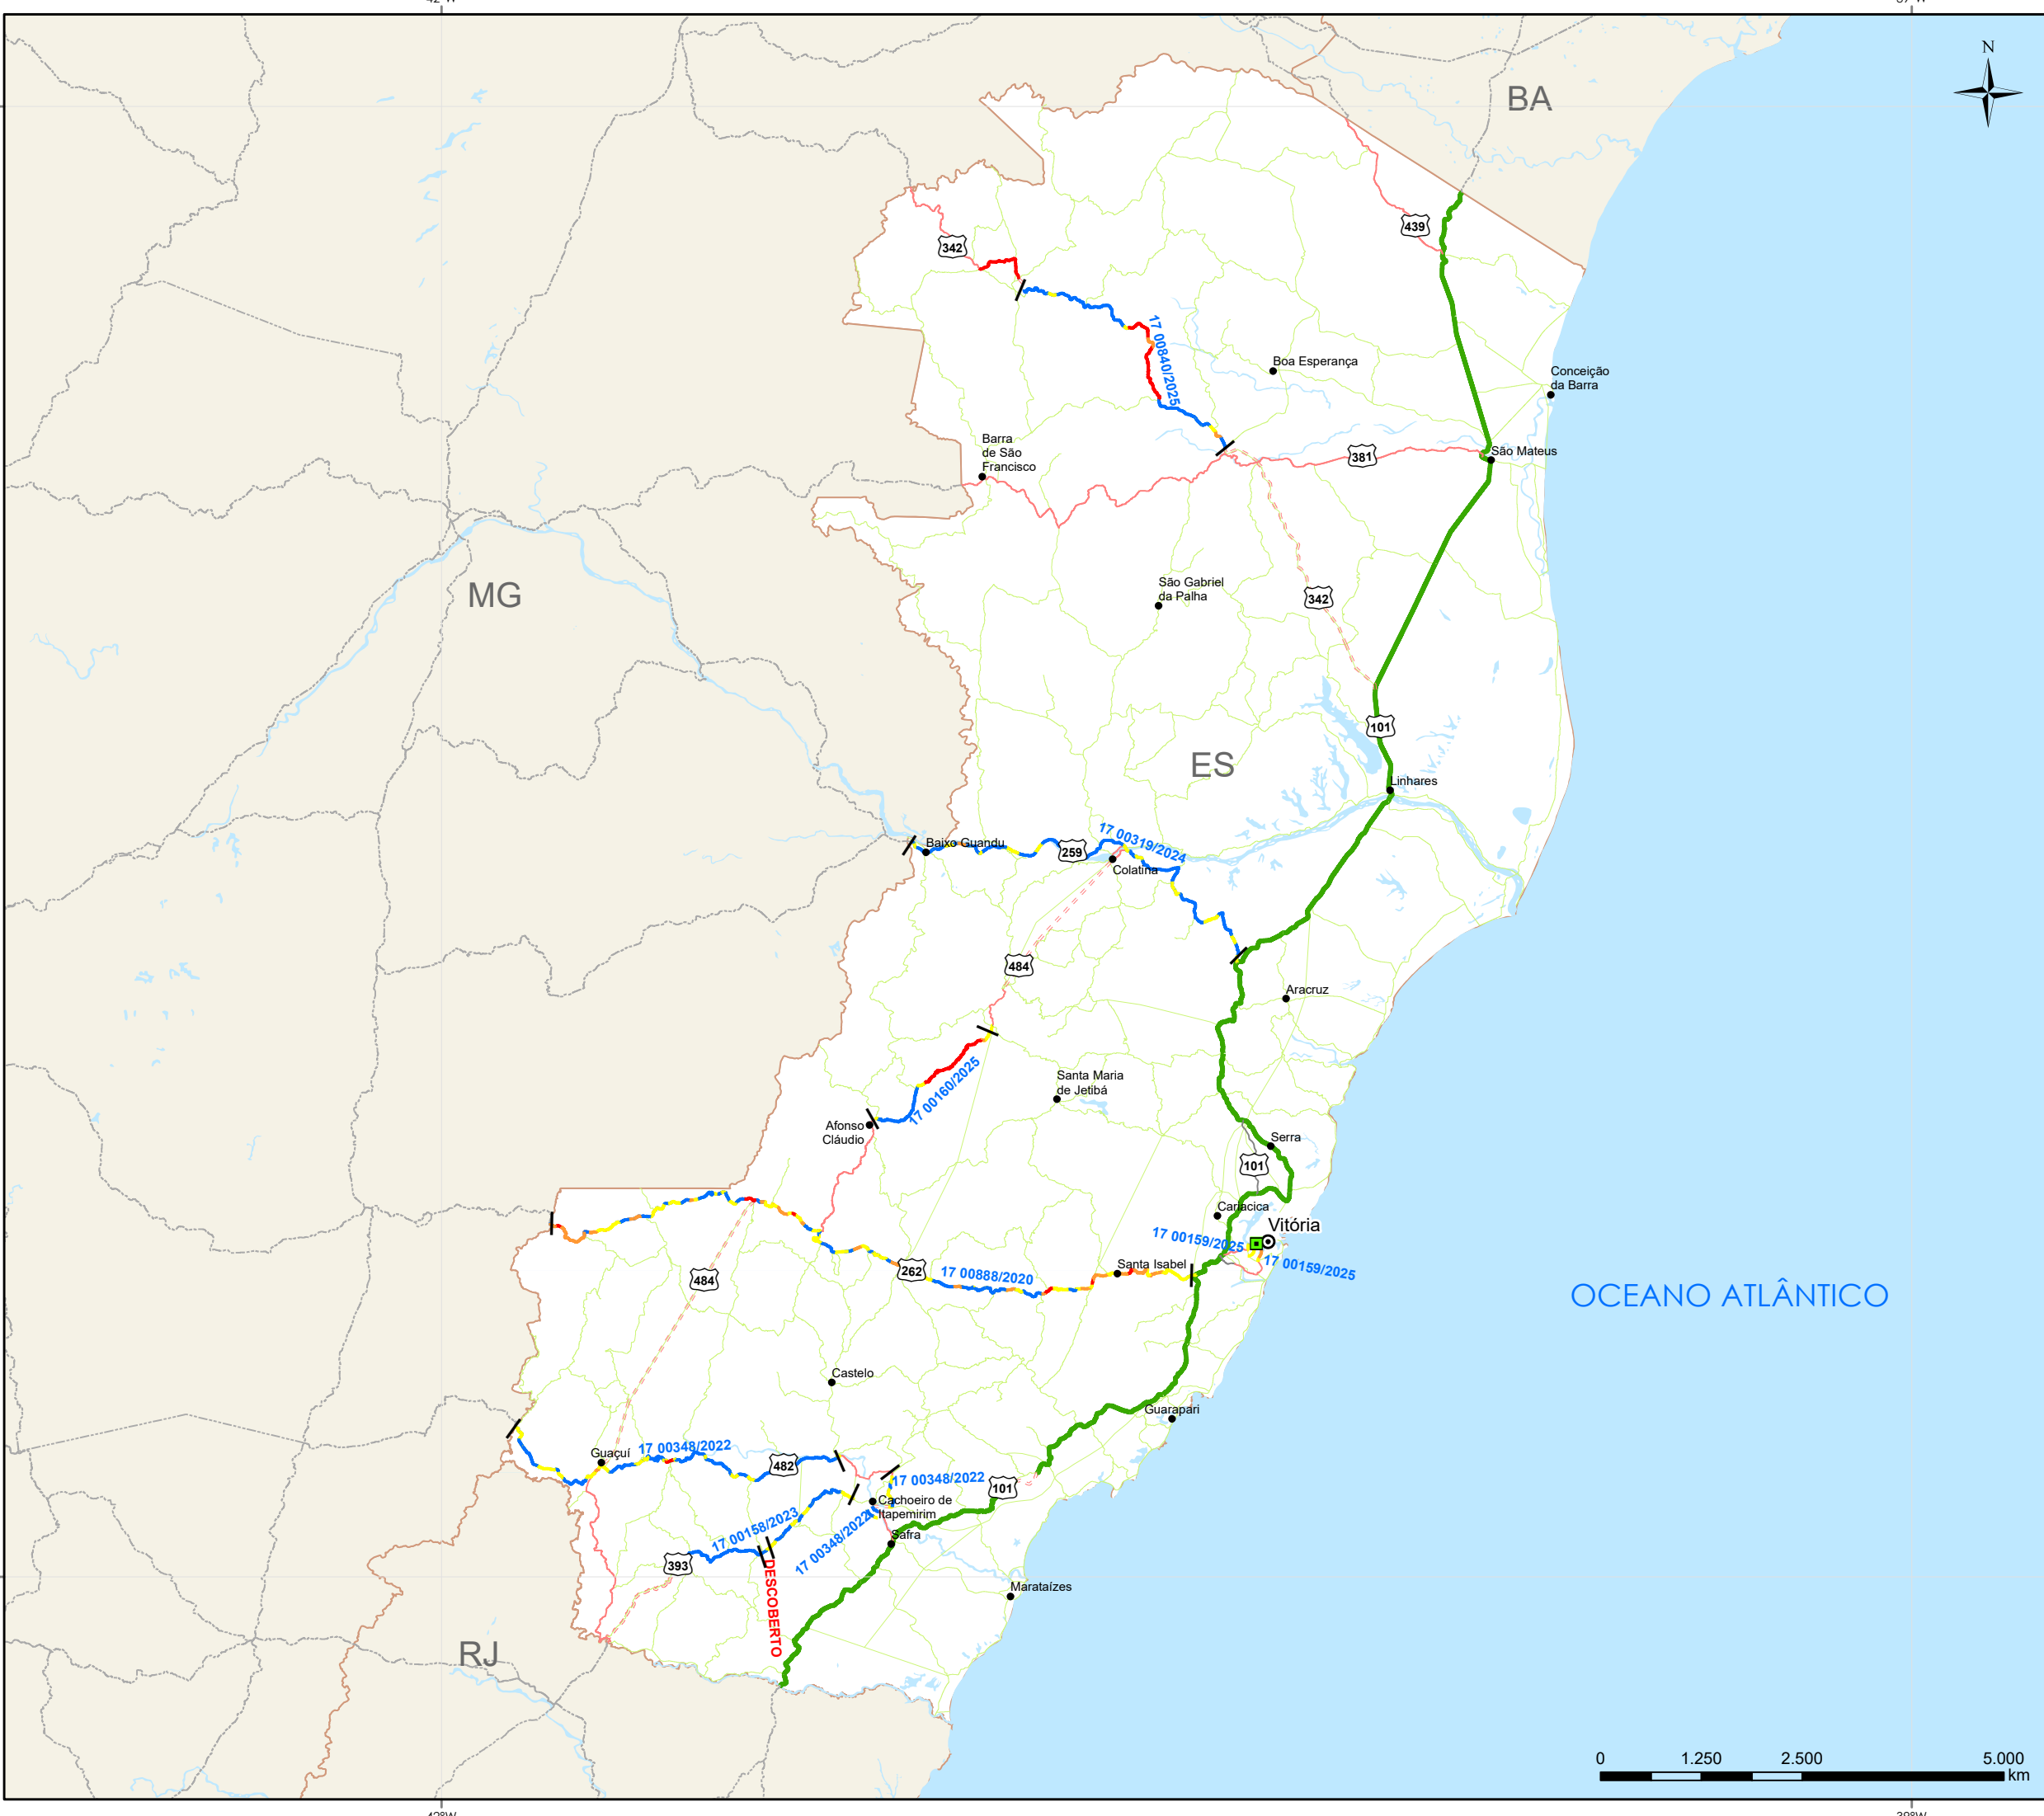 N
BA
439
342
17 00840/2025
Boa Esperança
Conceição
da Barra
Barra
de São
Francisco
381
São Mateus
MG
São Gabriel
da Palha
342
101
ES
Linhares
Baixo Guandu
259
17 00319/2024
Colatina
484
Aracruz
17 00160/2025
Santa Maria
de Jetibá
Afonso
Cláudio
Serra
101
Cariacica
Vitória
17 00159/2025
17 00159/2025
Santa Isabel
262
17 00888/2020
484
OCEANO ATLÂNTICO
Castelo
Guarapari
Guaçuí
17 00348/2022
482
17 00348/2022
101
Cachoeiro de
Itapemirim
17 00158/2023
17 00348/2022
Safra
393
DESCOBERTO
Marataízes
RJ
0 1.250 2.500 5.000
km
42°W